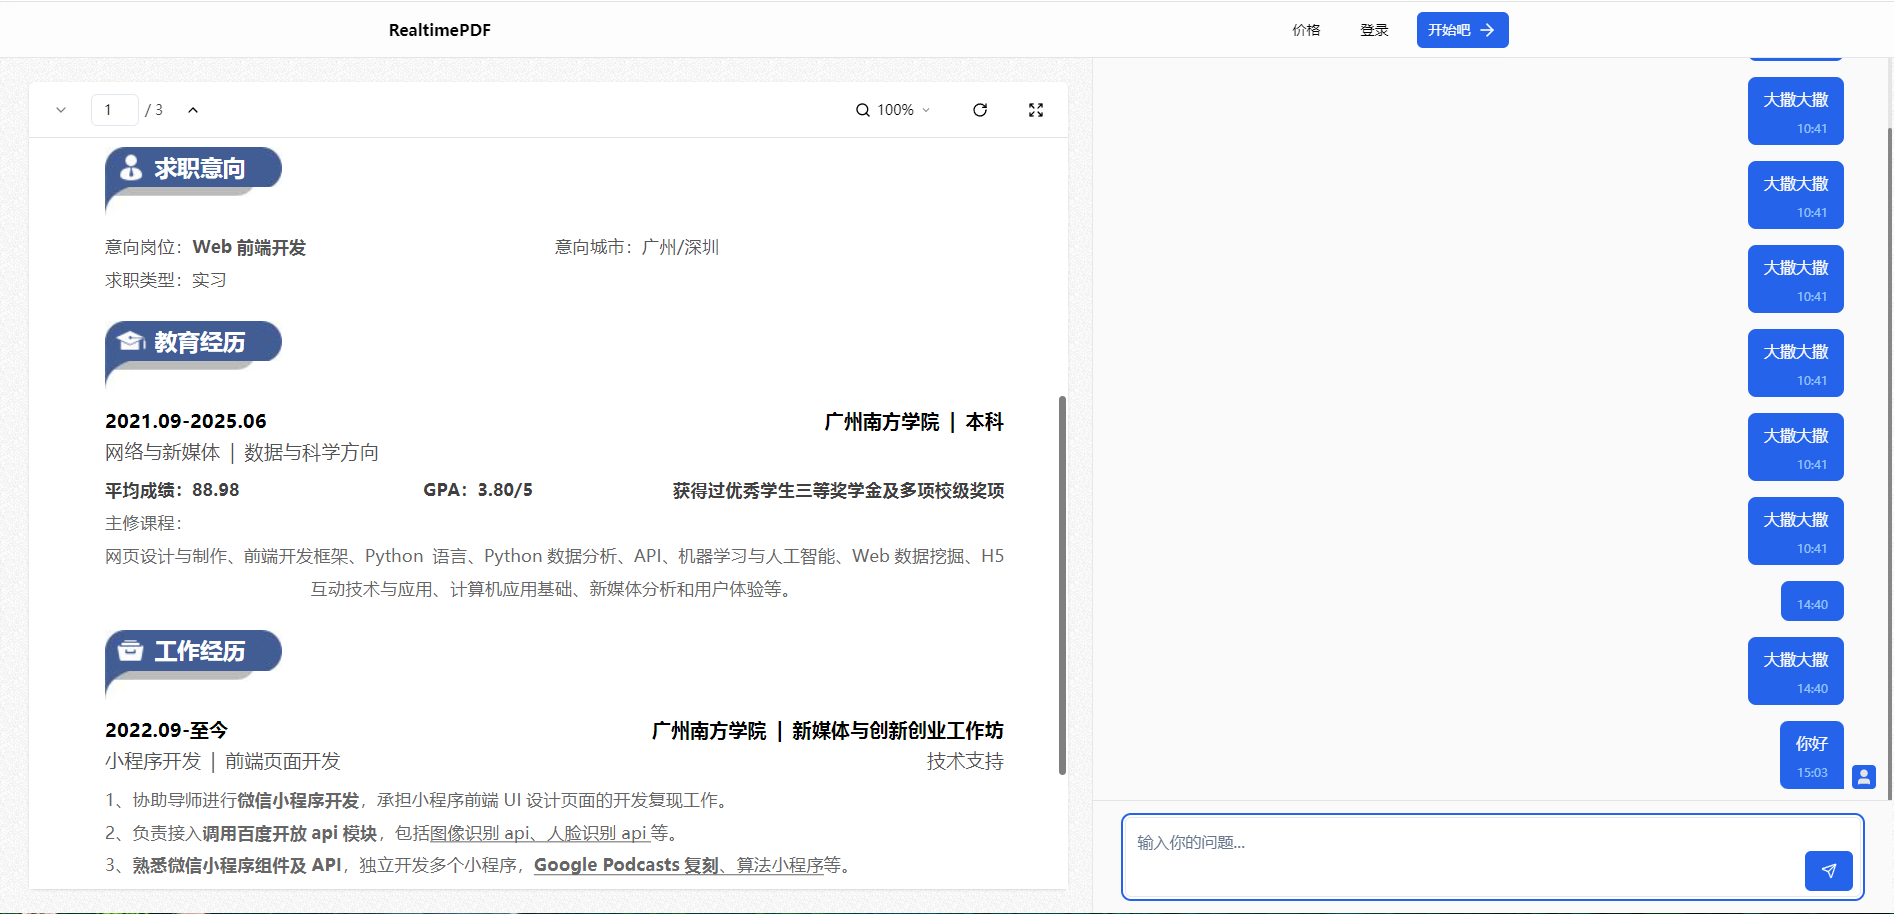 RealtimePDF
价格
登录
开始吧
1
/ 3
100%
求职意向
意向岗位：Web 前端开发
意向城市：广州/深圳
求职类型：实习
教育经历
2021.09-2025.06
广州南方学院 | 本科
网络与新媒体 | 数据与科学方向
平均成绩：88.98
GPA：3.80/5
获得过优秀学生三等奖学金及多项校级奖项
主修课程：
网页设计与制作、前端开发框架、Python 语言、Python 数据分析、API、机器学习与人工智能、Web 数据挖掘、H5
互动技术与应用、计算机应用基础、新媒体分析和用户体验等。
工作经历
2022.09-至今
广州南方学院 | 新媒体与创新创业工作坊
小程序开发 | 前端页面开发
技术支持
1、协助导师进行微信小程序开发，承担小程序前端 UI 设计页面的开发复现工作。
2、负责接入调用百度开放 api 模块，包括图像识别 api、人脸识别 api 等。
3、熟悉微信小程序组件及 API，独立开发多个小程序，Google Podcasts 复刻、算法小程序等。
大撒大撒
10:41
大撒大撒
10:41
大撒大撒
10:41
大撒大撒
10:41
大撒大撒
10:41
大撒大撒
10:41
14:40
大撒大撒
14:40
你好
15:03
输入你的问题...